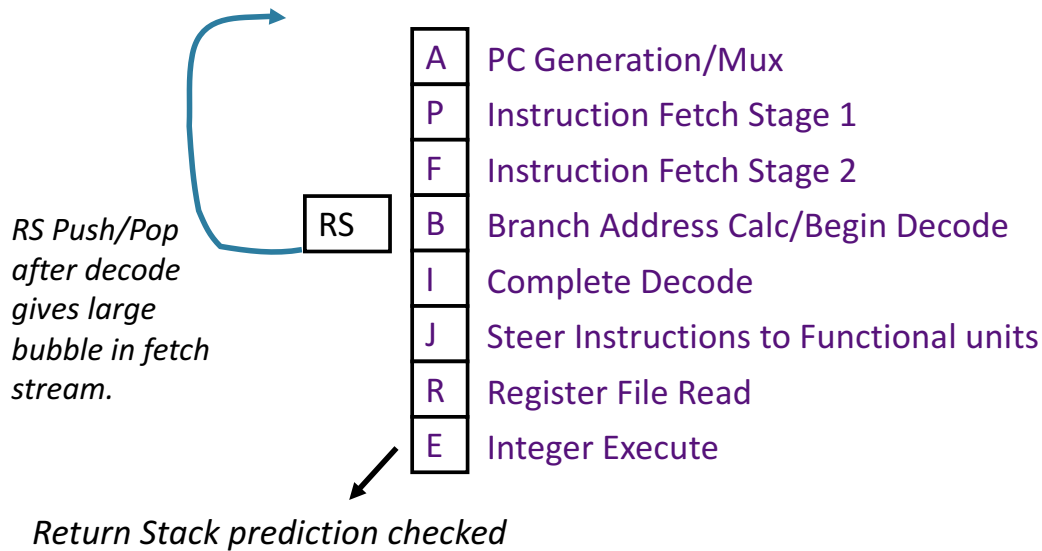 A PC Generation/Mux
P Instruction Fetch Stage 1
F Instruction Fetch Stage 2
RS B Branch Address Calc/Begin Decode
I Complete Decode
J Steer Instructions to Functional units
R Register File Read
E Integer Execute
RS Push/Pop
after decode
gives large
bubble in fetch
stream.
Return Stack prediction checked